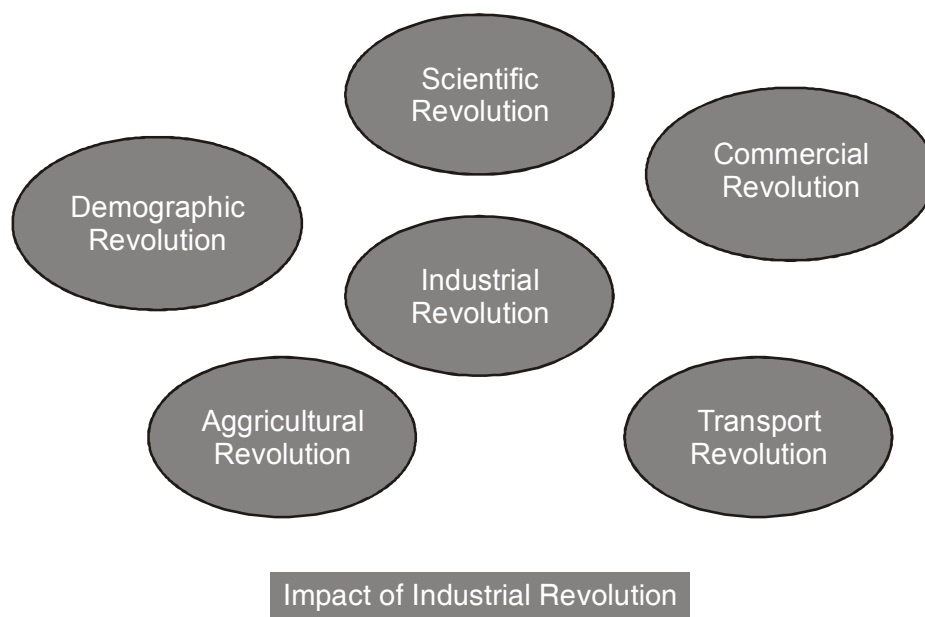 Scientific
Revolution
Commercial
Revolution
Demographic
Revolution
Industrial
Revolution
Aggricultural
Revolution
Transport
Revolution
Impact of Industrial Revolution